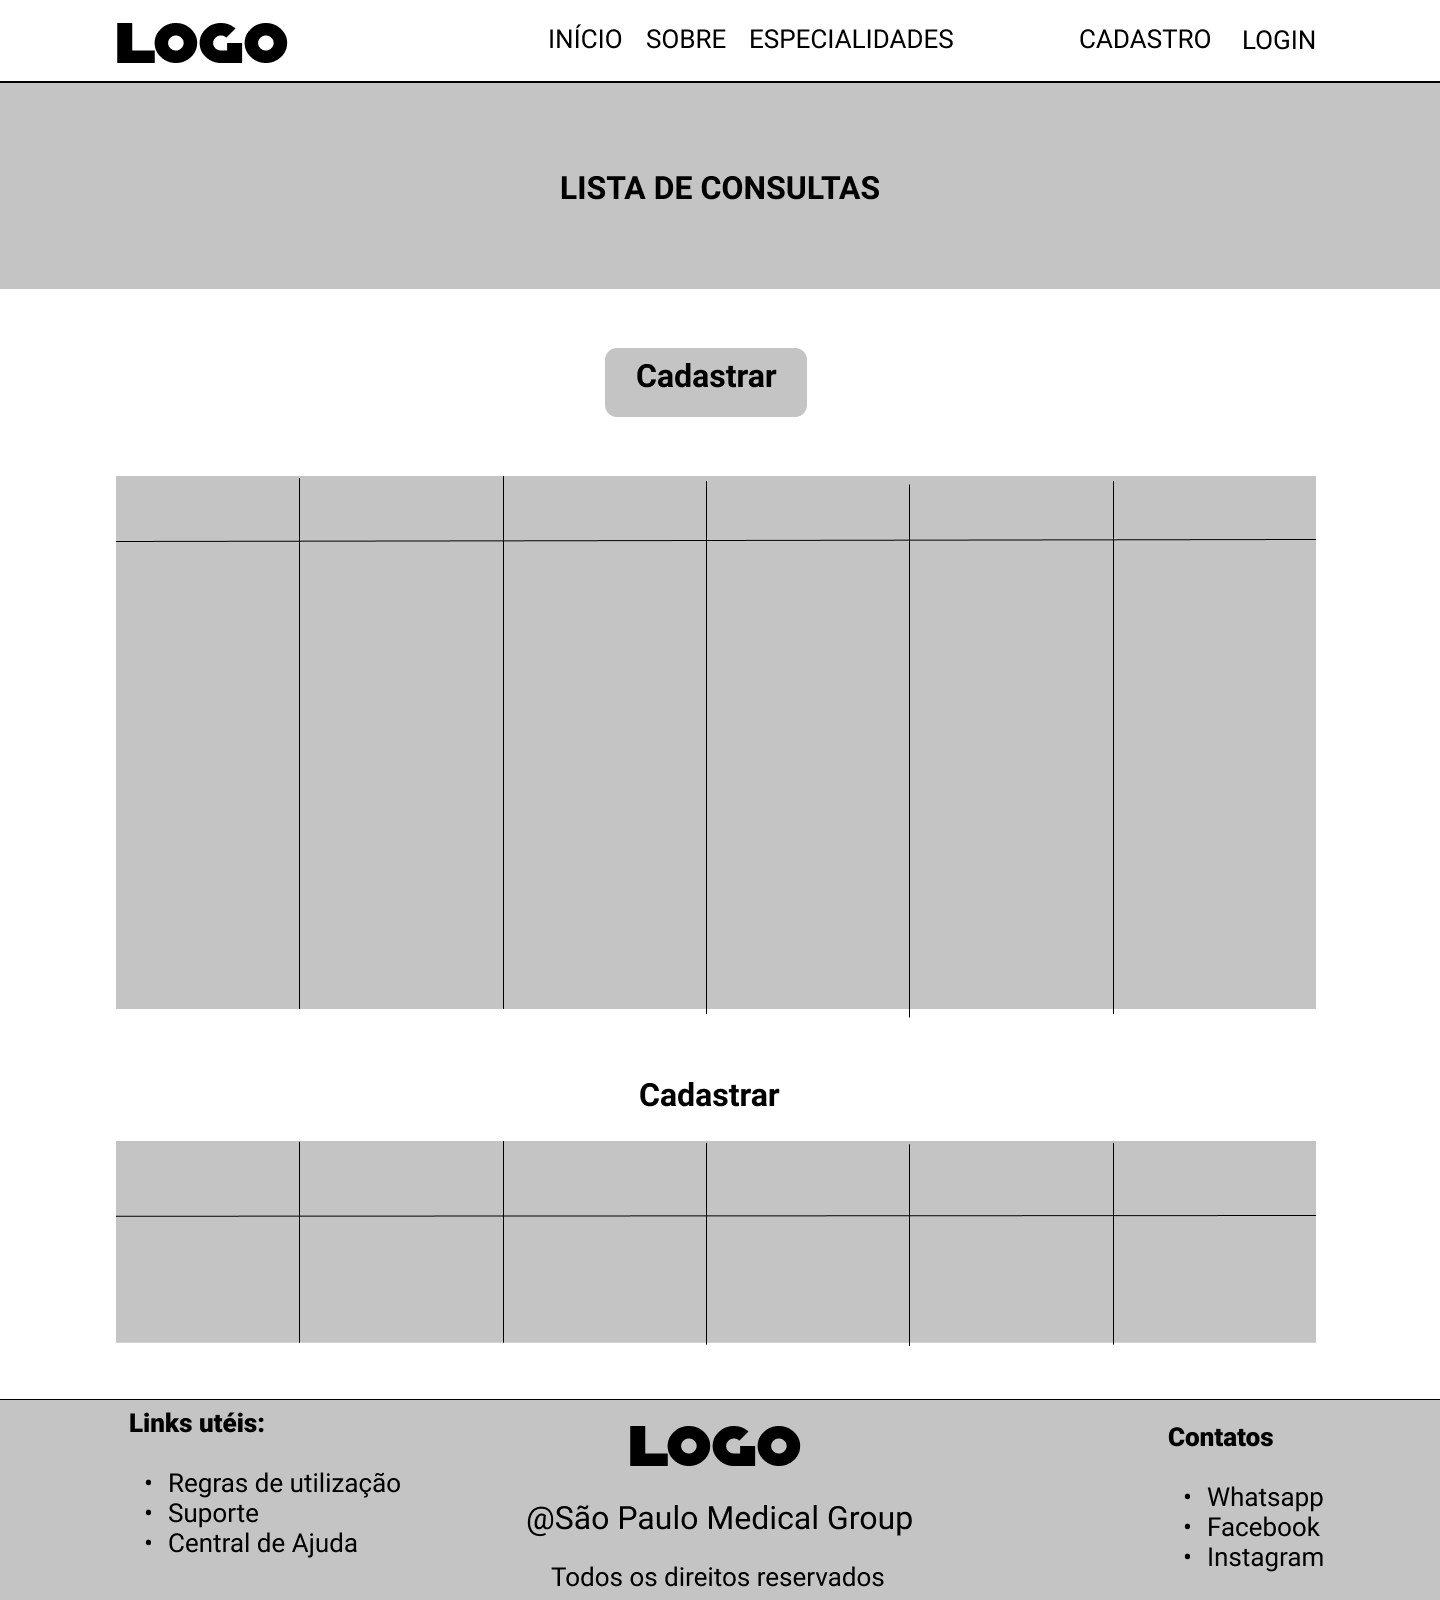 LOGO
INÍCIO SOBRE ESPECIALIDADES
CADASTRO LOGIN
LISTA DE CONSULTAS
Cadastrar
Cadastrar
Links utéis:
• Regras de utilização
• Suporte
• Central de Ajuda
LOGO
@São Paulo Medical Group
Todos os direitos reservados
Contatos
• Whatsapp
• Facebook
• Instagram